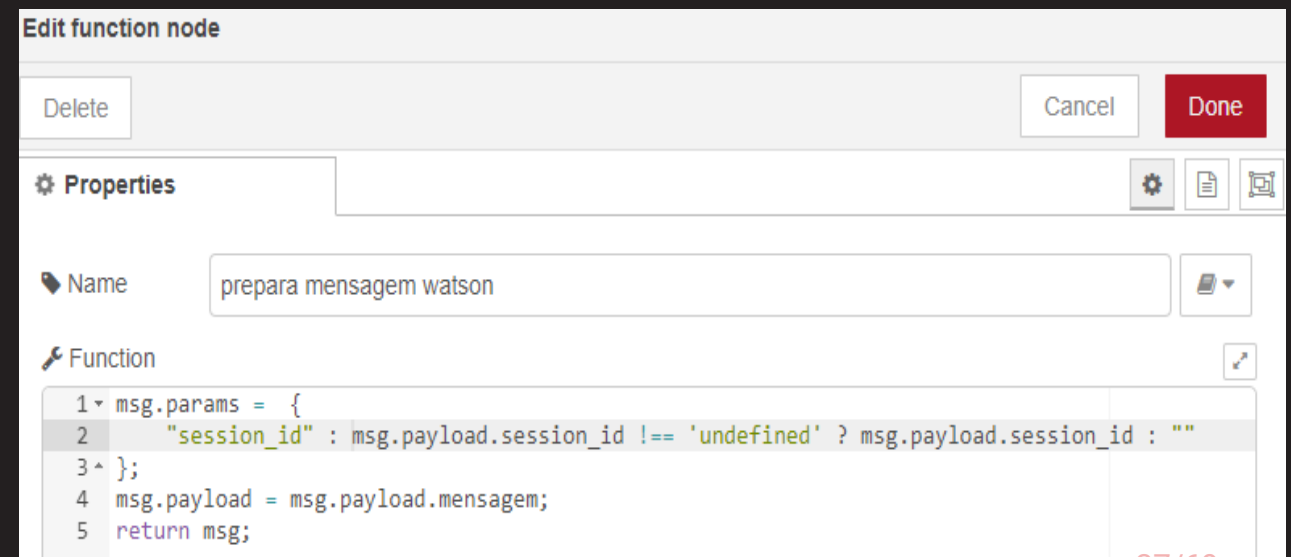 Edit function node
Delete Cancel Done
Properties
Name prepara mensagem watson
Function
1 msg.params =  {
2     "session_id" : msg.payload.session_id !== 'undefined' ? msg.payload.session_id : ""
3 };
4 msg.payload = msg.payload.mensagem;
5 return msg;